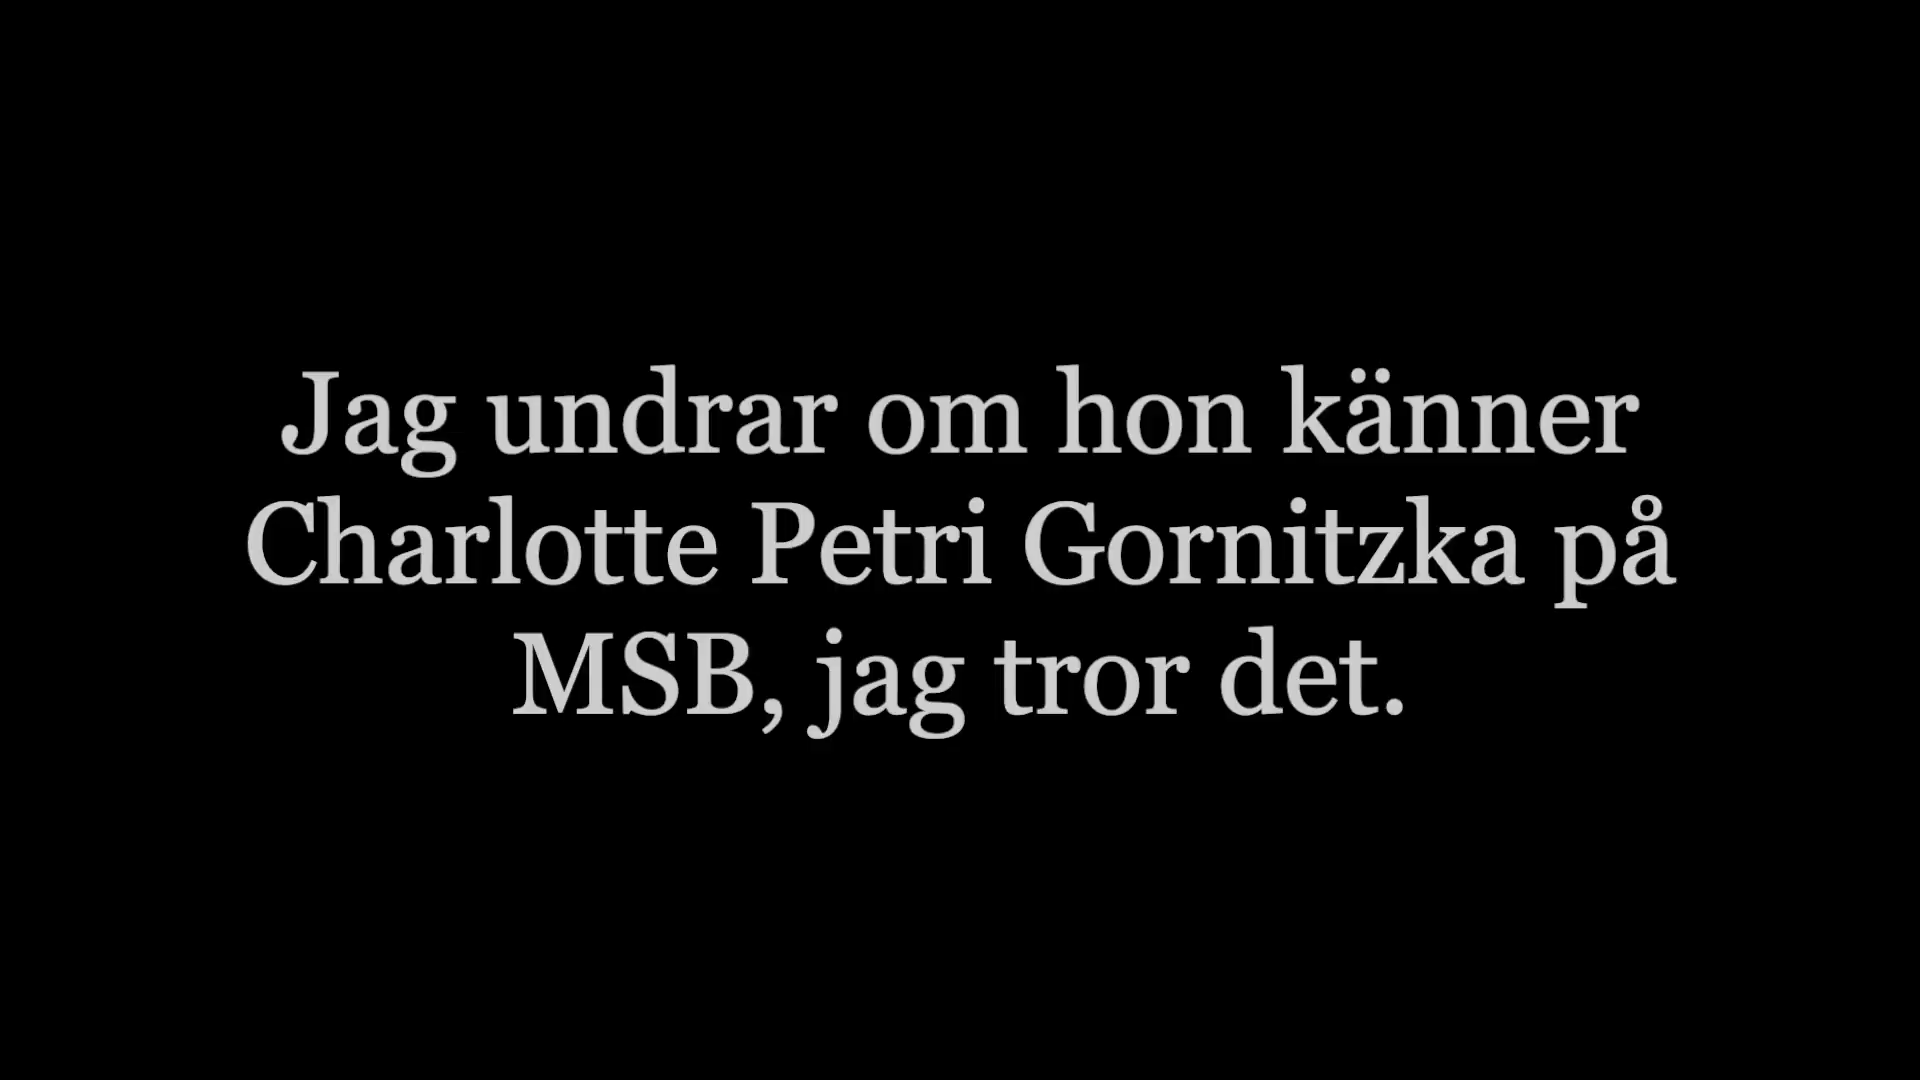 Jag undrar om hon känner
Charlotte Petri Gornitzka på
MSB, jag tror det.